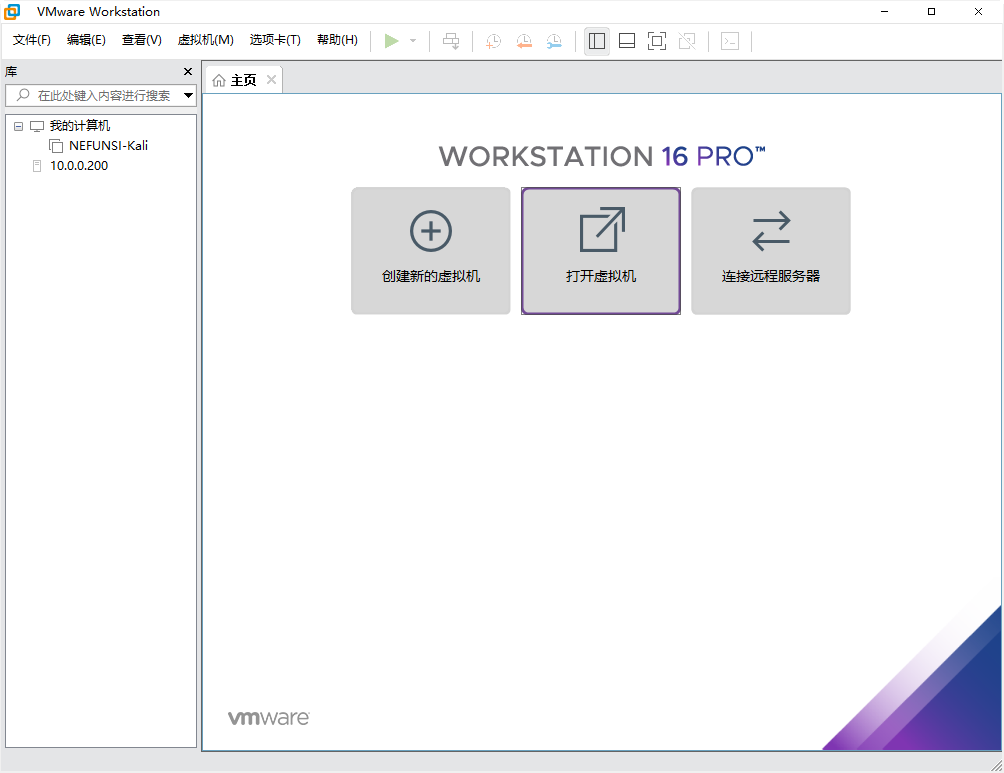 VMware Workstation
文件(F) 编辑(E) 查看(V) 虚拟机(M) 选项卡(T) 帮助(H)
库
在此处键入内容进行搜索
我的计算机
NEFUNSI-Kali
10.0.0.200
主页
WORKSTATION 16 PRO™
创建新的虚拟机
打开虚拟机
连接远程服务器
vmware